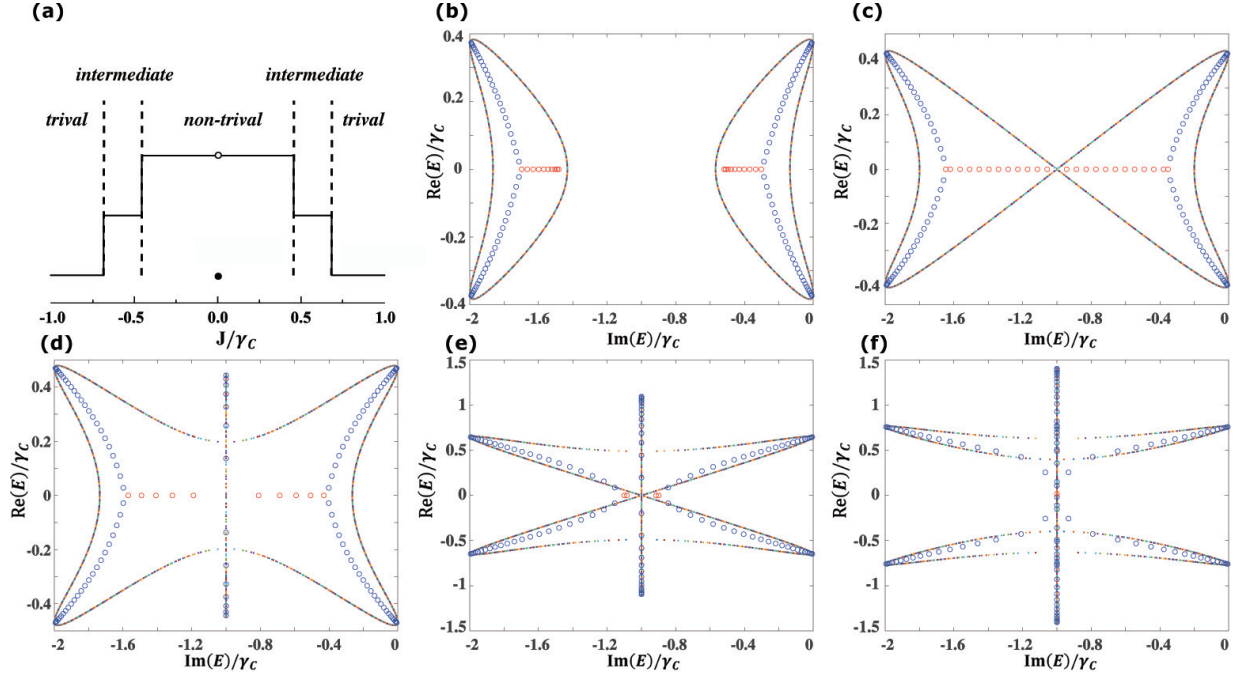 (a)
intermediate intermediate
trival non-trival trival
-1.0 -0.5 0.0 0.5 1.0
J/γ_C
(b)
Re(E)/γ_C
0.4
0.2
0
-0.2
-0.4
-2 -1.6 -1.2 -0.8 -0.4 0
Im(E)/γ_C
(c)
Re(E)/γ_C
0.4
0.2
0
-0.2
-0.4
-2 -1.6 -1.2 -0.8 -0.4 0
Im(E)/γ_C
(d)
Re(E)/γ_C
0.4
0.2
0
-0.2
-0.4
-2 -1.6 -1.2 -0.8 -0.4 0
Im(E)/γ_C
(e)
Re(E)/γ_C
1.5
1
0.5
0
-0.5
-1
-1.5
-2 -1.6 -1.2 -0.8 -0.4 0
Im(E)/γ_C
(f)
Re(E)/γ_C
1.5
1
0.5
0
-0.5
-1
-1.5
-2 -1.6 -1.2 -0.8 -0.4 0
Im(E)/γ_C